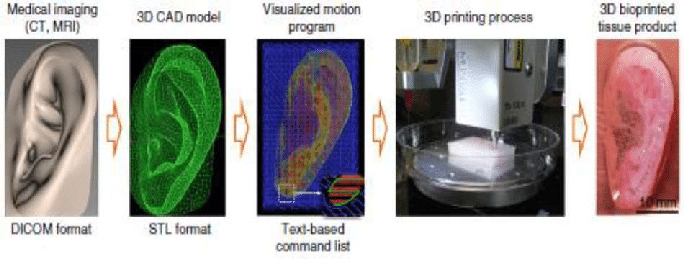 Medical imaging
(CT, MRI)
3D CAD model
Visualized motion
program
3D printing process
3D bioprinted
tissue product
DICOM format
STL format
Text-based
command list
10 mm